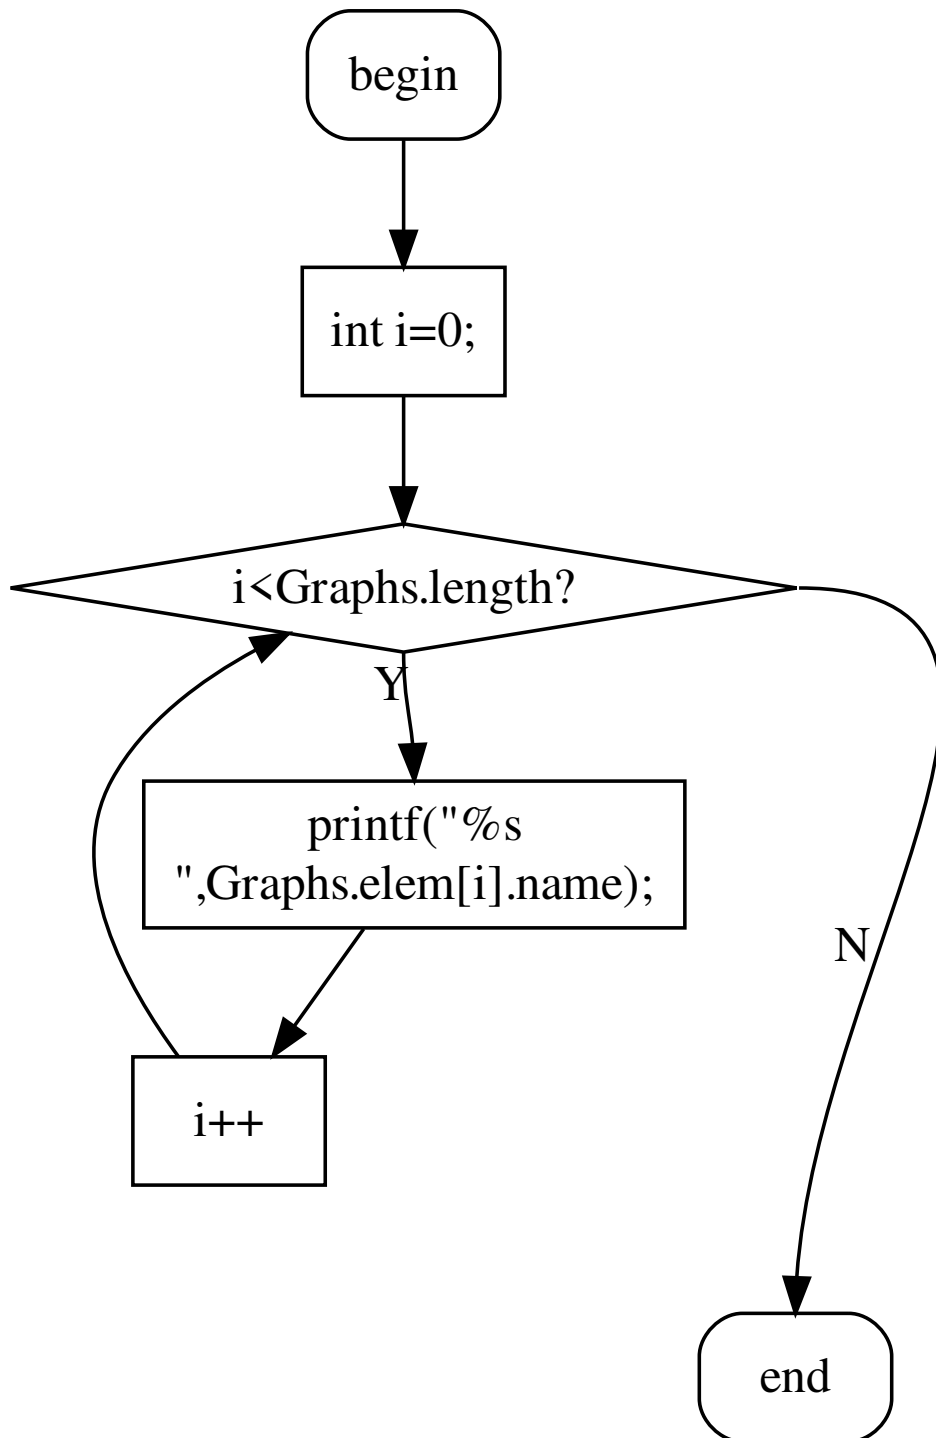 begin
int i=0;
i<Graphs.length?
Y
printf("%s
",Graphs.elem[i].name);
N
i++
end